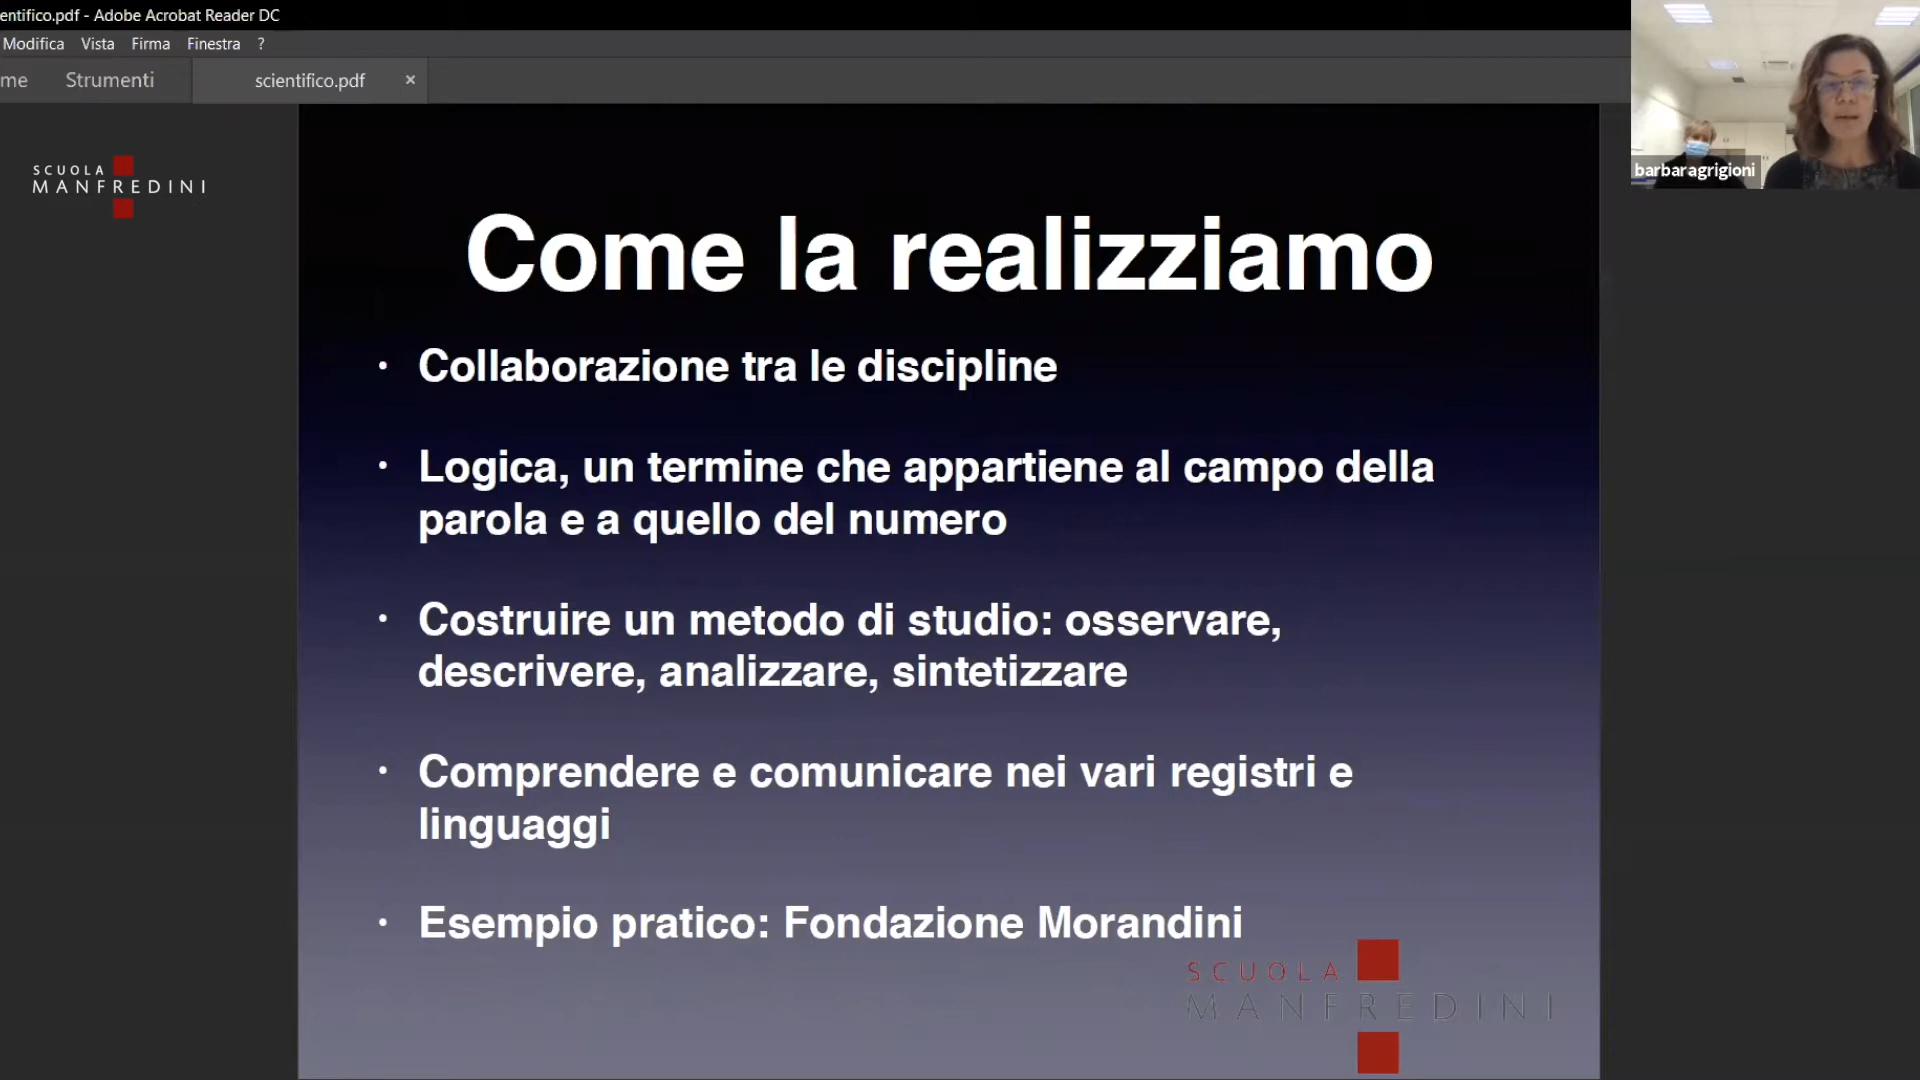 entifico.pdf - Adobe Acrobat Reader DC
Modifica Vista Firma Finestra ?
me Strumenti scientifico.pdf ×
SCUOLA
MANFREDINI
barbaragrigioni
Come la realizziamo
• Collaborazione tra le discipline
• Logica, un termine che appartiene al campo della
parola e a quello del numero
• Costruire un metodo di studio: osservare,
descrivere, analizzare, sintetizzare
• Comprendere e comunicare nei vari registri e
linguaggi
• Esempio pratico: Fondazione Morandini
SCUOLA
MANFREDINI